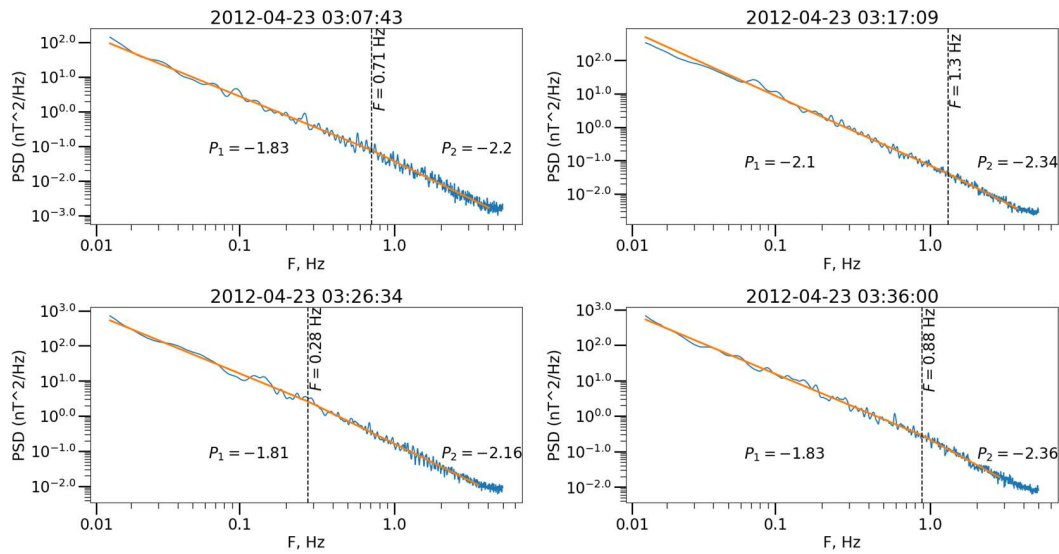 2012-04-23 03:07:43
PSD (nT^2/Hz)
10^2.0
10^1.0
10^0.0
10^−1.0
10^−2.0
10^−3.0
F = 0.71 Hz
P₁ = −1.83
P₂ = −2.2
0.01 0.1 1.0
F, Hz
2012-04-23 03:17:09
PSD (nT^2/Hz)
10^2.0
10^1.0
10^0.0
10^−1.0
10^−2.0
F = 1.3 Hz
P₁ = −2.1
P₂ = −2.34
0.01 0.1 1.0
F, Hz
2012-04-23 03:26:34
PSD (nT^2/Hz)
10^3.0
10^2.0
10^1.0
10^0.0
10^−1.0
10^−2.0
F = 0.28 Hz
P₁ = −1.81
P₂ = −2.16
0.01 0.1 1.0
F, Hz
2012-04-23 03:36:00
PSD (nT^2/Hz)
10^3.0
10^2.0
10^1.0
10^0.0
10^−1.0
10^−2.0
F = 0.88 Hz
P₁ = −1.83
P₂ = −2.36
0.01 0.1 1.0
F, Hz